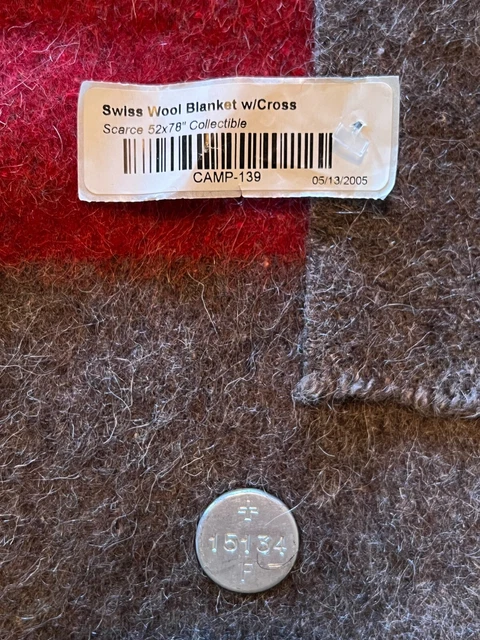 Swiss Wool Blanket w/Cross
Scarce 52x78" Collectible
CAMP-139
05/13/2005
15134
F